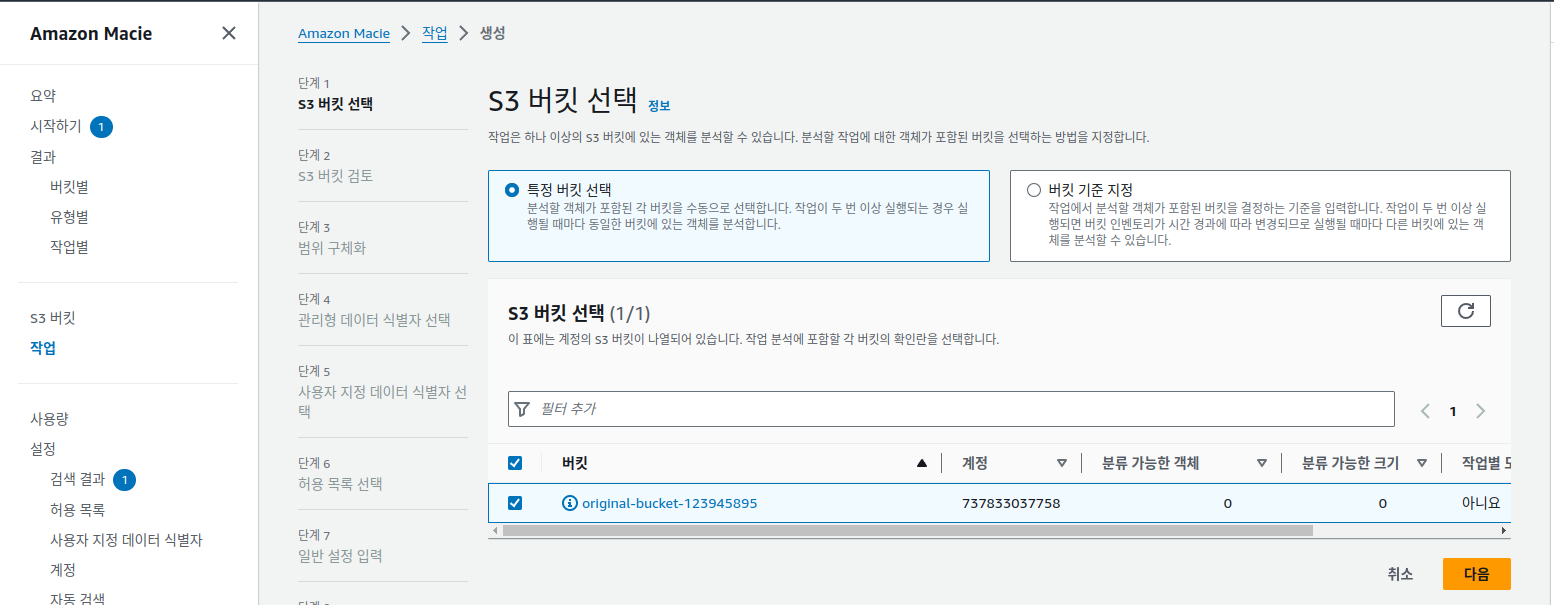 Amazon Macie
요약
시작하기 1
결과
버킷별
유형별
작업별
S3 버킷
작업
사용량
설정
검색 결과 1
허용 목록
사용자 지정 데이터 식별자
계정
자동 검색
Amazon Macie > 작업 > 생성
단계 1
S3 버킷 선택
단계 2
S3 버킷 검토
단계 3
범위 구체화
단계 4
관리형 데이터 식별자 선택
단계 5
사용자 지정 데이터 식별자 선
택
단계 6
허용 목록 선택
단계 7
일반 설정 입력
S3 버킷 선택 정보
작업은 하나 이상의 S3 버킷에 있는 객체를 분석할 수 있습니다. 분석할 작업에 대한 객체가 포함된 버킷을 선택하는 방법을 지정합니다.
특정 버킷 선택
분석할 객체가 포함된 각 버킷을 수동으로 선택합니다. 작업이 두 번 이상 실행되는 경우 실
행될 때마다 동일한 버킷에 있는 객체를 분석합니다.
버킷 기준 지정
작업에서 분석할 객체가 포함된 버킷을 결정하는 기준을 입력합니다. 작업이 두 번 이상 실
행되면 버킷 인벤토리가 시간 경과에 따라 변경되므로 실행될 때마다 다른 버킷에 있는 객
체를 분석할 수 있습니다.
S3 버킷 선택 (1/1)
이 표에는 계정의 S3 버킷이 나열되어 있습니다. 작업 분석에 포함할 각 버킷의 확인란을 선택합니다.
필터 추가
1
버킷 계정 분류 가능한 객체 분류 가능한 크기 작업별
original-bucket-123945895 737833037758 0 0 아니요
취소 다음